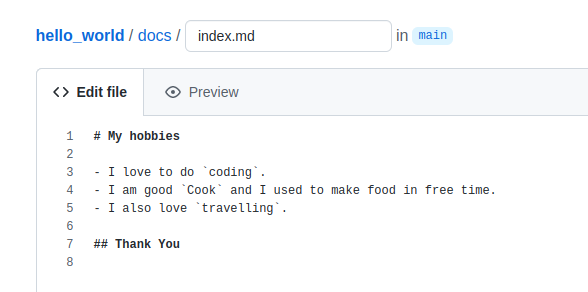 hello_world / docs / index.md in main
Edit file Preview
1 # My hobbies
2
3 - I love to do `coding`.
4 - I am good `Cook` and I used to make food in free time.
5 - I also love `travelling`.
6
7 ## Thank You
8